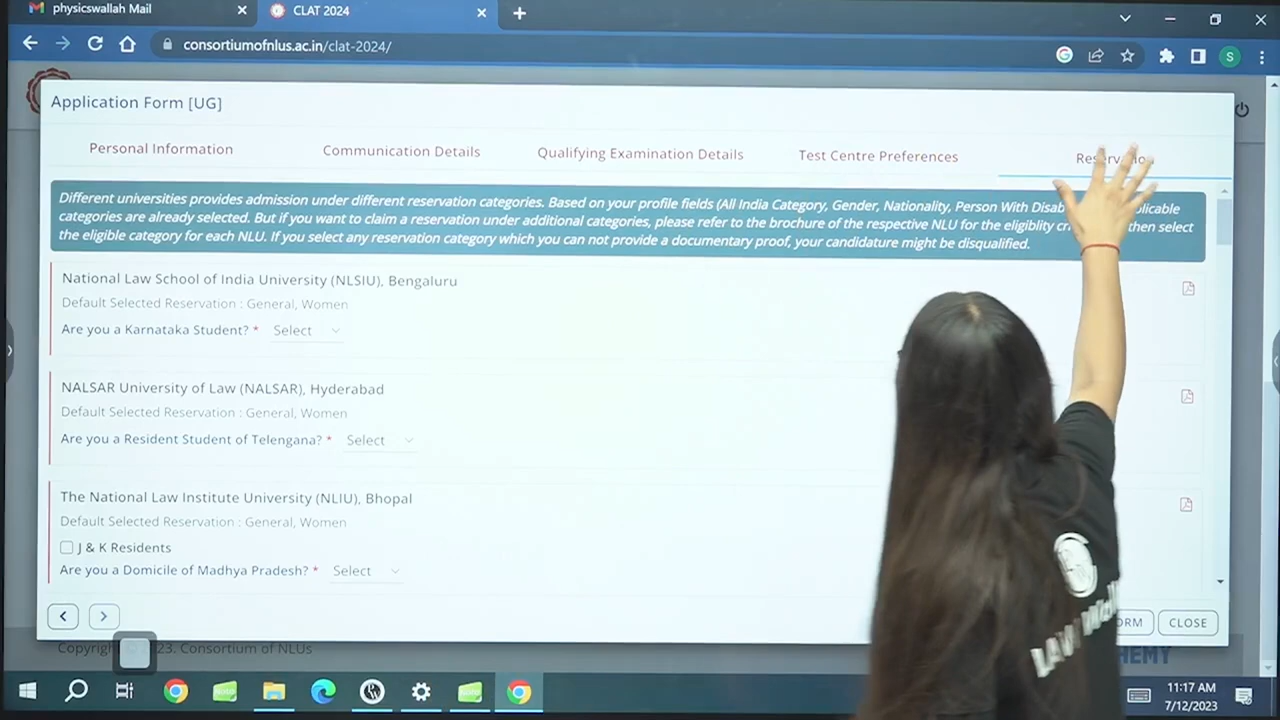 physicswallah Mail
CLAT 2024
consortiumofnlus.ac.in/clat-2024/
S
Application Form [UG]
Personal Information
Communication Details
Qualifying Examination Details
Test Centre Preferences
Different universities provides admission under different reservation categories. Based on your profile fields (All India Category, Gender, Nationality, Person With
categories are already selected. But if you want to claim a reservation under additional categories, please refer to the brochure of the respective NLU for the eligiblity then select
the eligible category for each NLU. If you select any reservation category which you can not provide a documentary proof, your candidature might be disqualified.
National Law School of India University (NLSIU), Bengaluru
Default Selected Reservation : General, Women
Are you a Karnataka Student? * Select
NALSAR University of Law (NALSAR), Hyderabad
Default Selected Reservation : General, Women
Are you a Resident Student of Telengana? * Select
The National Law Institute University (NLIU), Bhopal
Default Selected Reservation : General, Women
J & K Residents
Are you a Domicile of Madhya Pradesh? * Select
CLOSE
23. Consortium of NLUs
LAW
11:17 AM
7/12/2023